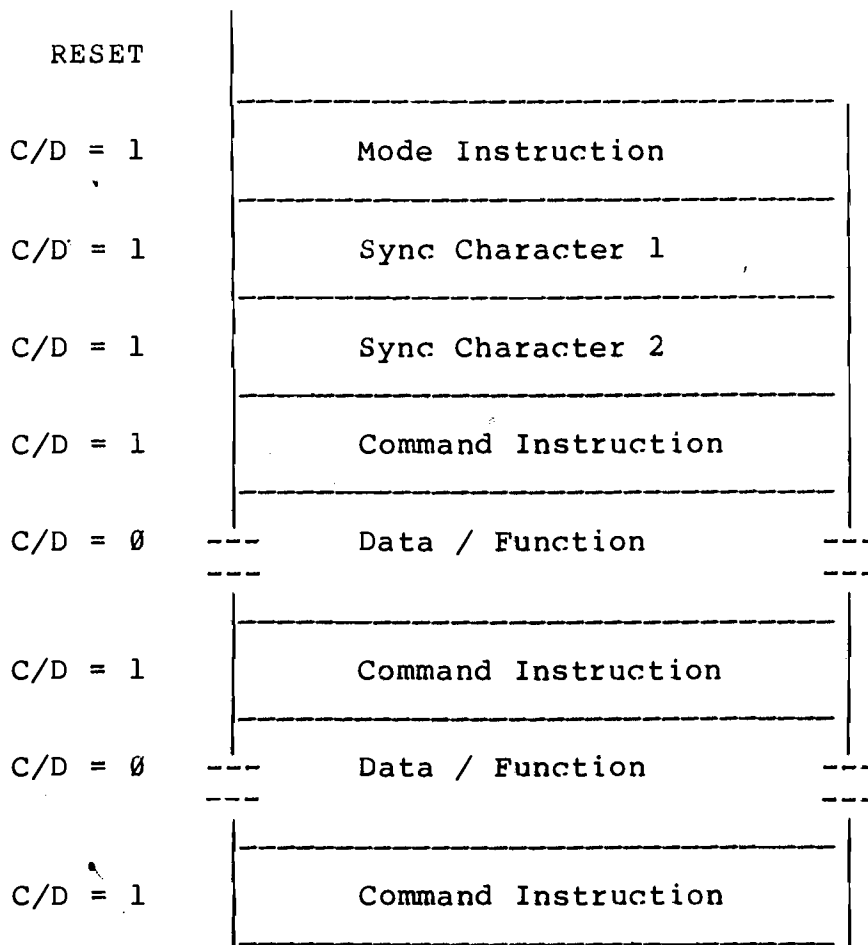 RESET
C/D = 1 Mode Instruction
C/D = 1 Sync Character 1
C/D = 1 Sync Character 2
C/D = 1 Command Instruction
C/D = Ø --- Data / Function ---
--- ---
C/D = 1 Command Instruction
C/D = Ø --- Data / Function ---
--- ---
C/D = 1 Command Instruction